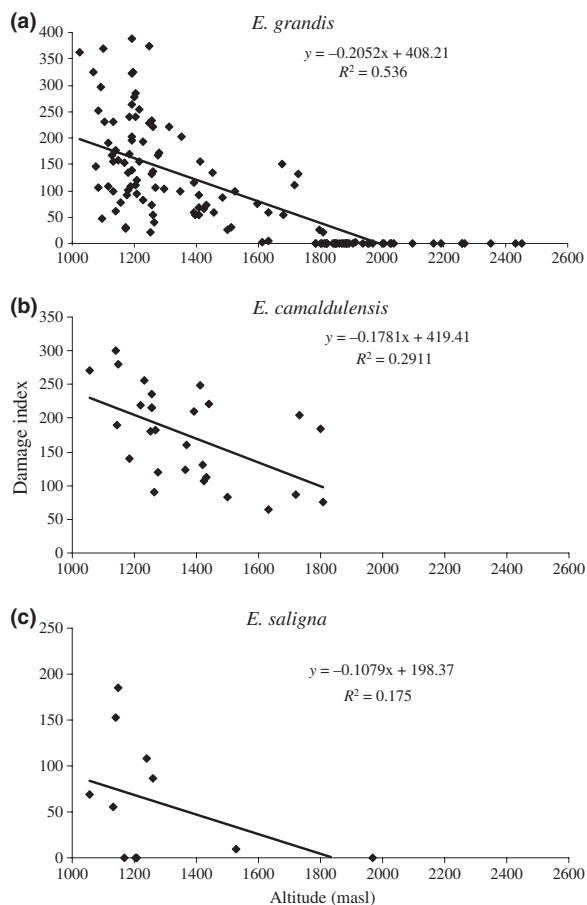 (a)
E. grandis
y = –0.2052x + 408.21
R² = 0.536
400
350
300
250
200
150
100
50
0
1000 1200 1400 1600 1800 2000 2200 2400 2600
(b)
E. camaldulensis
y = –0.1781x + 419.41
R² = 0.2911
Damage index
350
300
250
200
150
100
50
0
1000 1200 1400 1600 1800 2000 2200 2400 2600
(c)
E. saligna
y = –0.1079x + 198.37
R² = 0.175
250
200
150
100
50
0
1000 1200 1400 1600 1800 2000 2200 2400 2600
Altitude (masl)